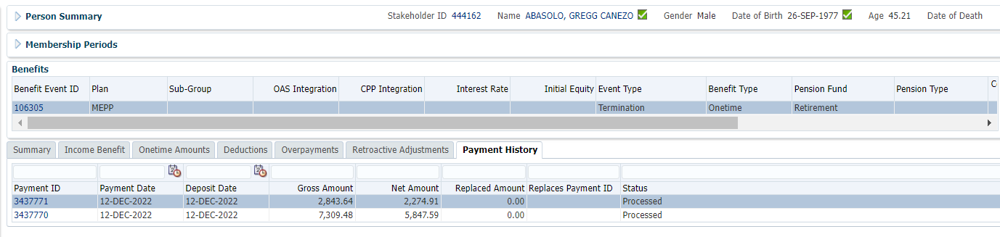 Person Summary Stakeholder ID 444162 Name ABASOLO, GREGG CANEZO Gender Male Date of Birth 26-SEP-1977 Age 45.21 Date of Death
Membership Periods
Benefits
Benefit Event ID Plan Sub-Group OAS Integration CPP Integration Interest Rate Initial Equity Event Type Benefit Type Pension Fund Pension Type
106305 MEPP Termination Onetime Retirement
Summary Income Benefit Onetime Amounts Deductions Overpayments Retroactive Adjustments Payment History
Payment ID Payment Date Deposit Date Gross Amount Net Amount Replaced Amount Replaces Payment ID Status
3437771 12-DEC-2022 12-DEC-2022 2,843.64 2,274.91 0.00 Processed
3437770 12-DEC-2022 12-DEC-2022 7,309.48 5,847.59 0.00 Processed